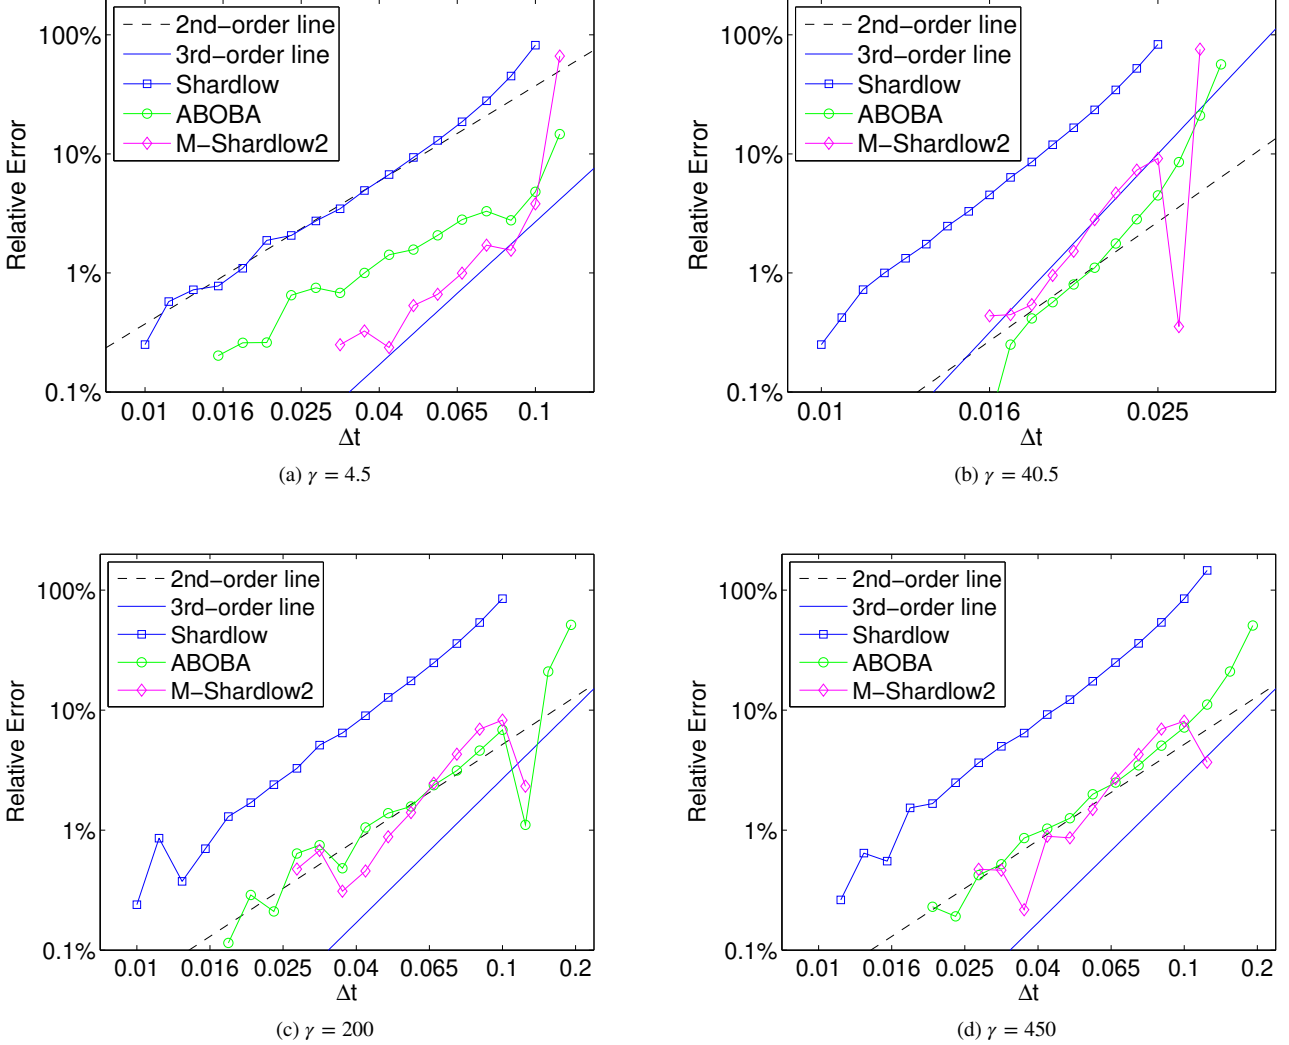 2nd-order line
3rd-order line
Shardlow
ABOBA
M-Shardlow2
100%
10%
1%
0.1%
Relative Error
0.01 0.016 0.025 0.04 0.065 0.1
Δt
(a) γ = 4.5
2nd-order line
3rd-order line
Shardlow
ABOBA
M-Shardlow2
100%
10%
1%
0.1%
Relative Error
0.01 0.016 0.025
Δt
(b) γ = 40.5
2nd-order line
3rd-order line
Shardlow
ABOBA
M-Shardlow2
100%
10%
1%
0.1%
Relative Error
0.01 0.016 0.025 0.04 0.065 0.1 0.2
Δt
(c) γ = 200
2nd-order line
3rd-order line
Shardlow
ABOBA
M-Shardlow2
100%
10%
1%
0.1%
Relative Error
0.01 0.016 0.025 0.04 0.065 0.1 0.2
Δt
(d) γ = 450